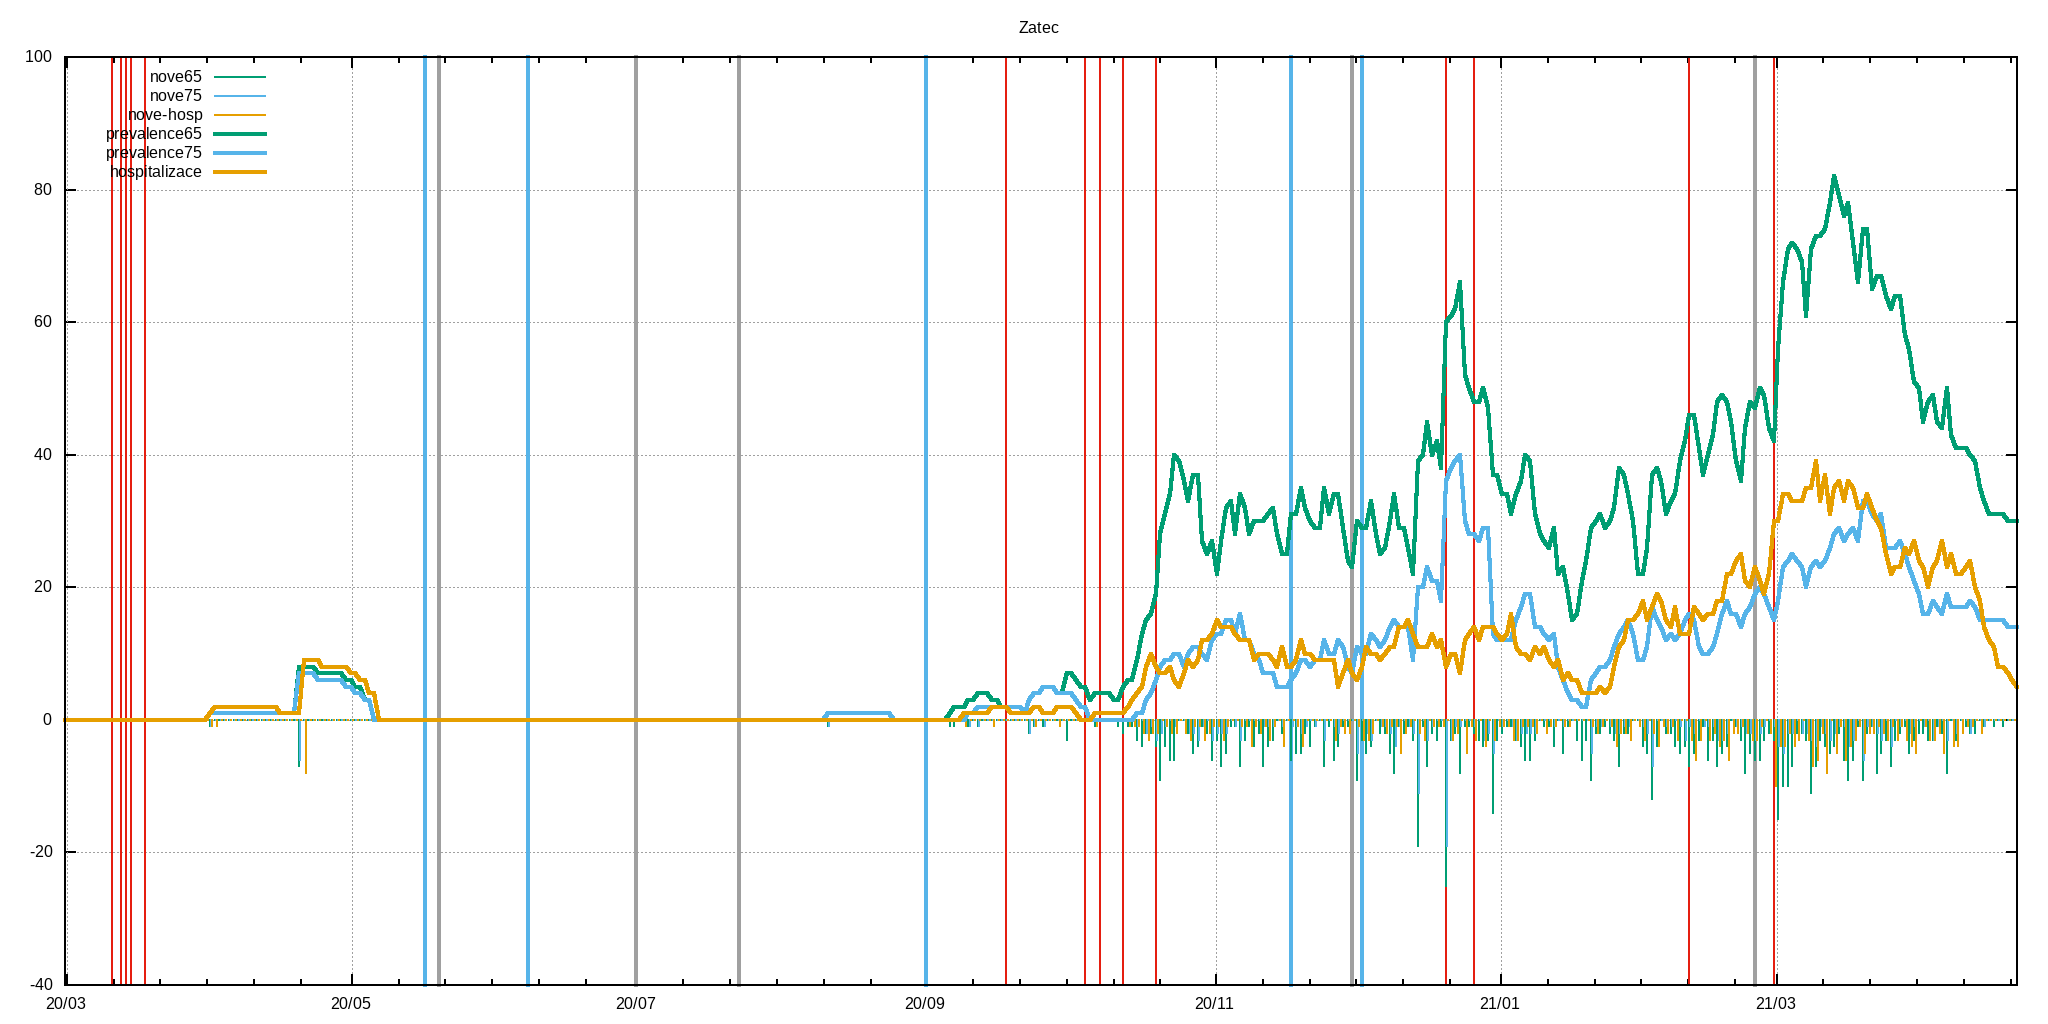 Zatec
100
nove65
nove75
nove-hosp
prevalence65
prevalence75
hospitalizace
80
60
40
20
0
-20
-40
20/03 20/05 20/07 20/09 20/11 21/01 21/03